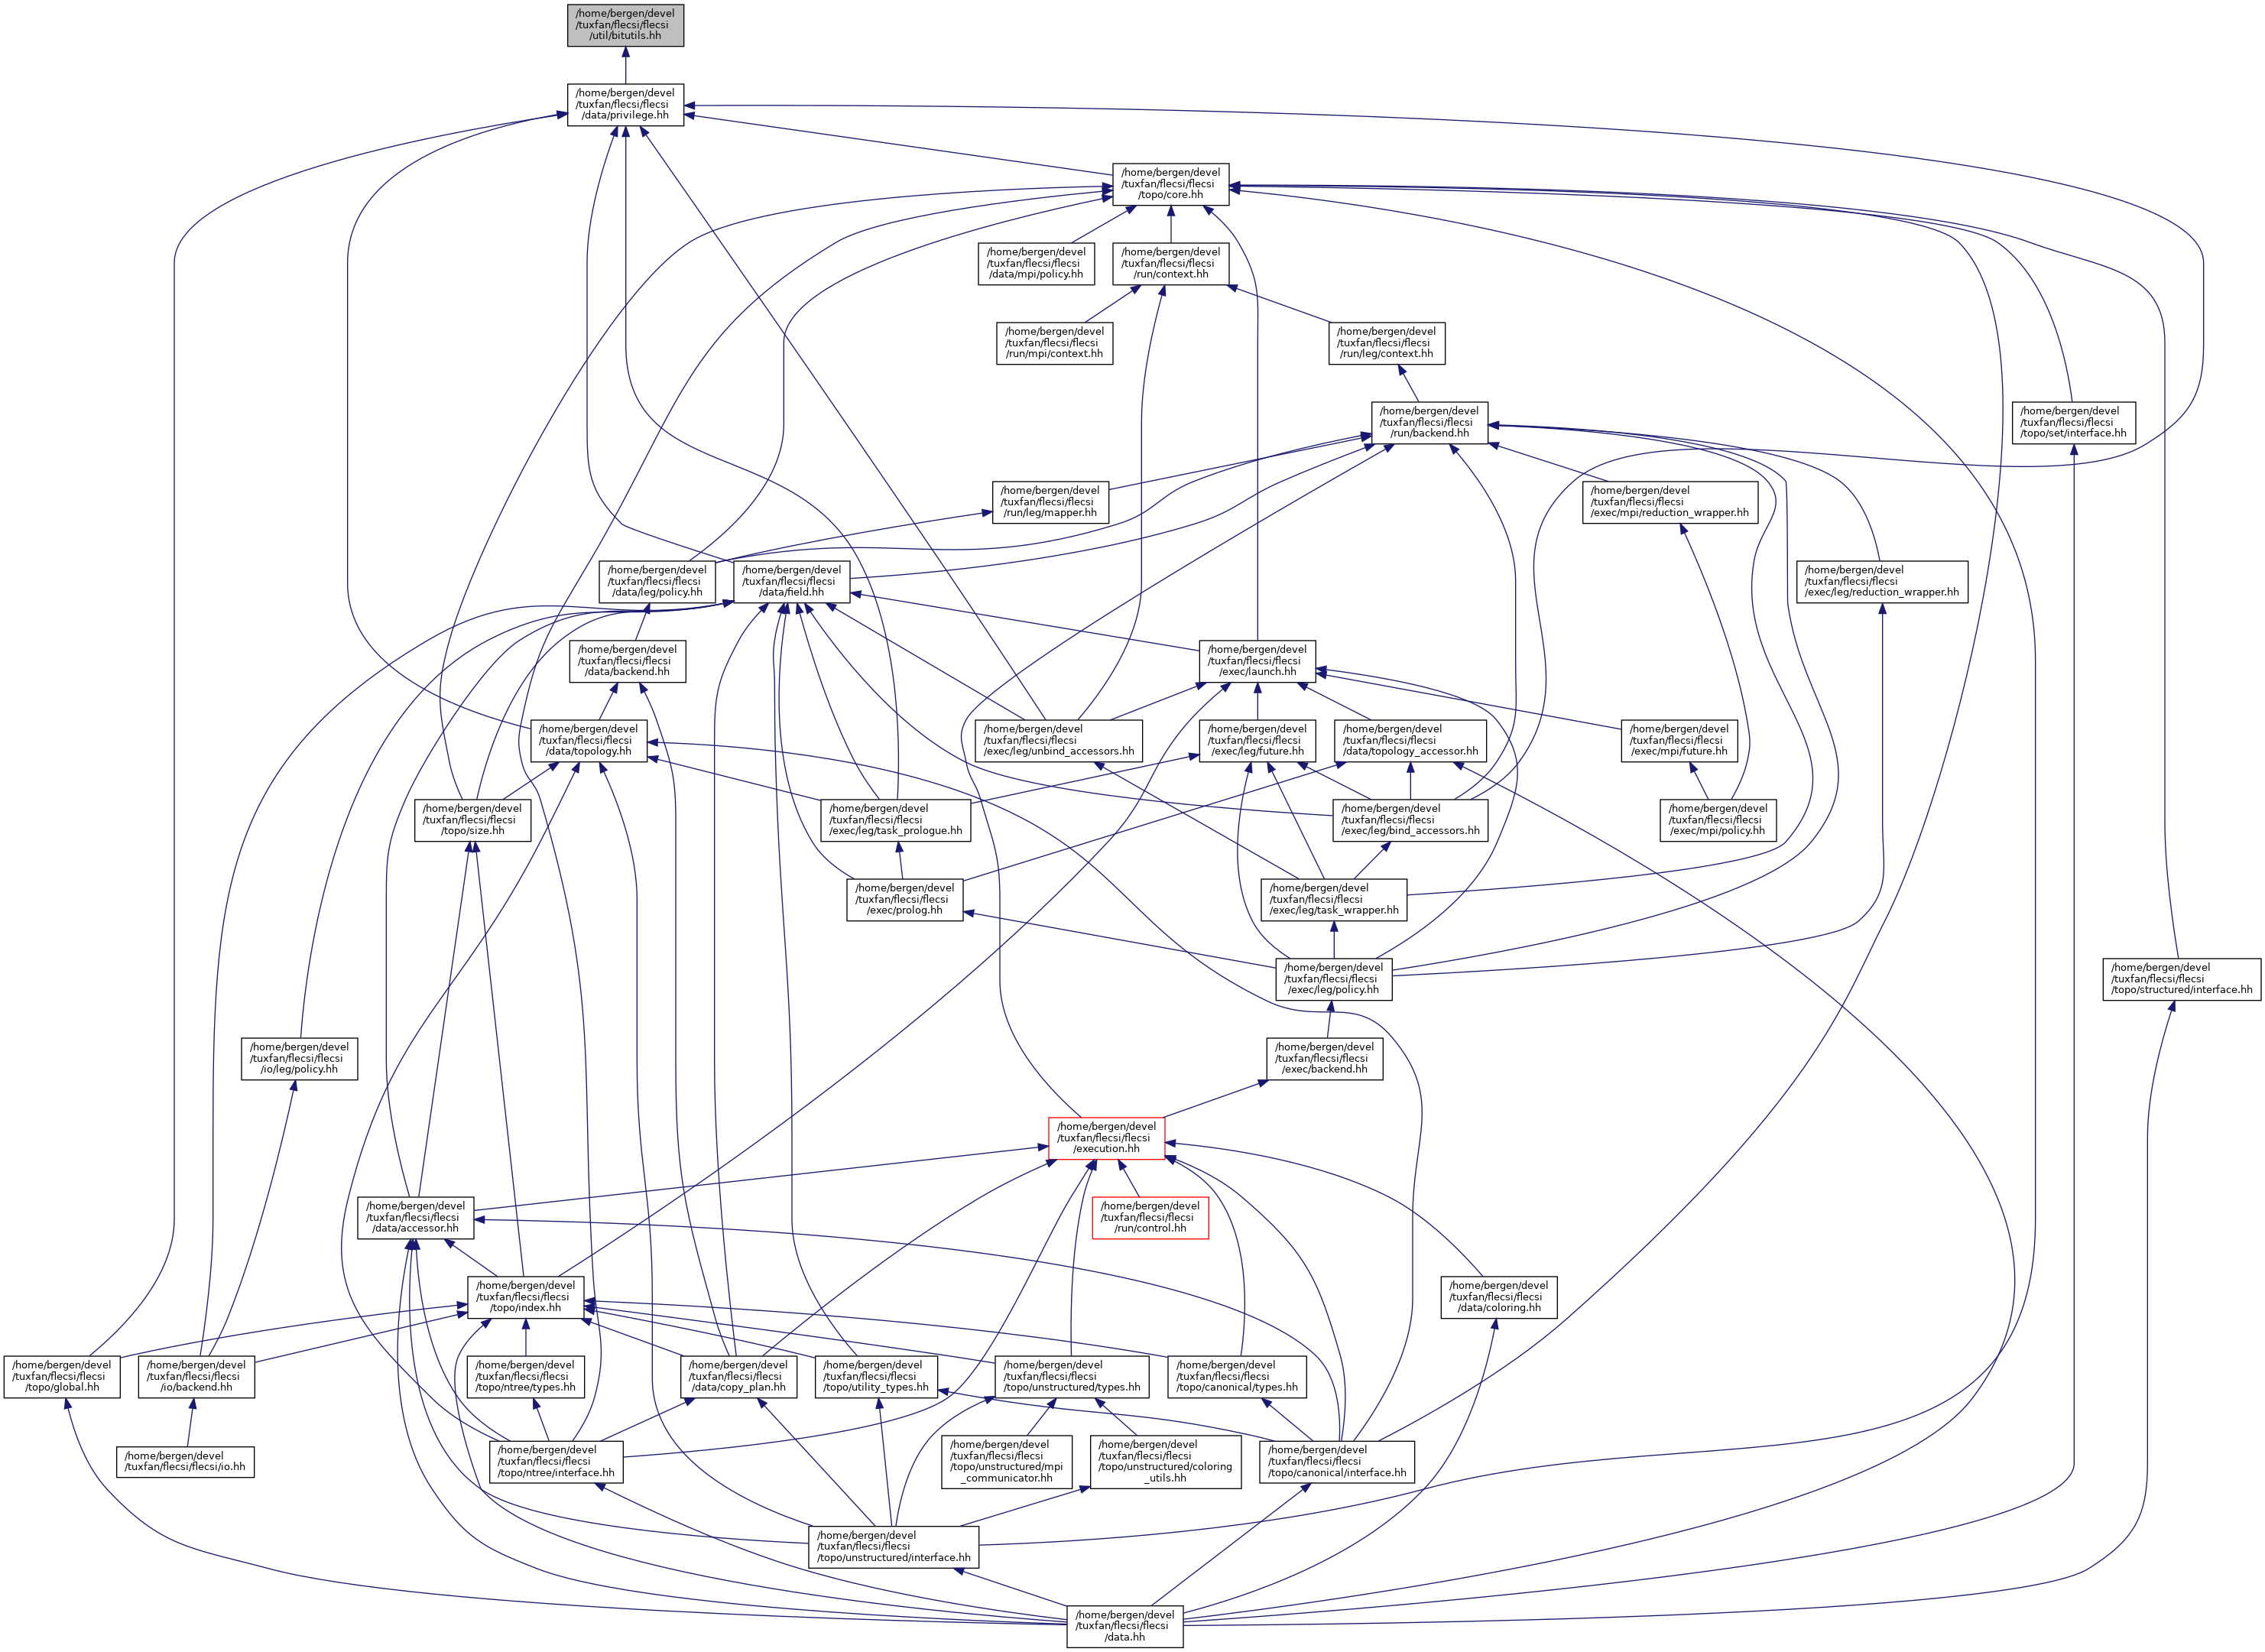 /home/bergen/devel
/tuxfan/flecsi/flecsi
/util/bitutils.hh
/home/bergen/devel
/tuxfan/flecsi/flecsi
/data/privilege.hh
/home/bergen/devel
/tuxfan/flecsi/flecsi
/topo/core.hh
/home/bergen/devel
/tuxfan/flecsi/flecsi
/data/mpi/policy.hh
/home/bergen/devel
/tuxfan/flecsi/flecsi
/run/context.hh
/home/bergen/devel
/tuxfan/flecsi/flecsi
/run/mpi/context.hh
/home/bergen/devel
/tuxfan/flecsi/flecsi
/run/leg/context.hh
/home/bergen/devel
/tuxfan/flecsi/flecsi
/run/backend.hh
/home/bergen/devel
/tuxfan/flecsi/flecsi
/topo/set/interface.hh
/home/bergen/devel
/tuxfan/flecsi/flecsi
/run/leg/mapper.hh
/home/bergen/devel
/tuxfan/flecsi/flecsi
/exec/mpi/reduction_wrapper.hh
/home/bergen/devel
/tuxfan/flecsi/flecsi
/data/leg/policy.hh
/home/bergen/devel
/tuxfan/flecsi/flecsi
/data/field.hh
/home/bergen/devel
/tuxfan/flecsi/flecsi
/exec/leg/reduction_wrapper.hh
/home/bergen/devel
/tuxfan/flecsi/flecsi
/data/backend.hh
/home/bergen/devel
/tuxfan/flecsi/flecsi
/exec/launch.hh
/home/bergen/devel
/tuxfan/flecsi/flecsi
/data/topology.hh
/home/bergen/devel
/tuxfan/flecsi/flecsi
/exec/leg/unbind_accessors.hh
/home/bergen/devel
/tuxfan/flecsi/flecsi
/exec/leg/future.hh
/home/bergen/devel
/tuxfan/flecsi/flecsi
/data/topology_accessor.hh
/home/bergen/devel
/tuxfan/flecsi/flecsi
/exec/mpi/future.hh
/home/bergen/devel
/tuxfan/flecsi/flecsi
/topo/size.hh
/home/bergen/devel
/tuxfan/flecsi/flecsi
/exec/leg/task_prologue.hh
/home/bergen/devel
/tuxfan/flecsi/flecsi
/exec/leg/bind_accessors.hh
/home/bergen/devel
/tuxfan/flecsi/flecsi
/exec/mpi/policy.hh
/home/bergen/devel
/tuxfan/flecsi/flecsi
/exec/prolog.hh
/home/bergen/devel
/tuxfan/flecsi/flecsi
/exec/leg/task_wrapper.hh
/home/bergen/devel
/tuxfan/flecsi/flecsi
/exec/leg/policy.hh
/home/bergen/devel
/tuxfan/flecsi/flecsi
/topo/structured/interface.hh
/home/bergen/devel
/tuxfan/flecsi/flecsi
/io/leg/policy.hh
/home/bergen/devel
/tuxfan/flecsi/flecsi
/exec/backend.hh
/home/bergen/devel
/tuxfan/flecsi/flecsi
/execution.hh
/home/bergen/devel
/tuxfan/flecsi/flecsi
/data/accessor.hh
/home/bergen/devel
/tuxfan/flecsi/flecsi
/run/control.hh
/home/bergen/devel
/tuxfan/flecsi/flecsi
/topo/index.hh
/home/bergen/devel
/tuxfan/flecsi/flecsi
/data/coloring.hh
/home/bergen/devel
/tuxfan/flecsi/flecsi
/topo/global.hh
/home/bergen/devel
/tuxfan/flecsi/flecsi
/io/backend.hh
/home/bergen/devel
/tuxfan/flecsi/flecsi
/topo/ntree/types.hh
/home/bergen/devel
/tuxfan/flecsi/flecsi
/data/copy_plan.hh
/home/bergen/devel
/tuxfan/flecsi/flecsi
/topo/utility_types.hh
/home/bergen/devel
/tuxfan/flecsi/flecsi
/topo/unstructured/types.hh
/home/bergen/devel
/tuxfan/flecsi/flecsi
/topo/canonical/types.hh
/home/bergen/devel
/tuxfan/flecsi/flecsi/io.hh
/home/bergen/devel
/tuxfan/flecsi/flecsi
/topo/ntree/interface.hh
/home/bergen/devel
/tuxfan/flecsi/flecsi
/topo/unstructured/mpi
_communicator.hh
/home/bergen/devel
/tuxfan/flecsi/flecsi
/topo/unstructured/coloring
_utils.hh
/home/bergen/devel
/tuxfan/flecsi/flecsi
/topo/canonical/interface.hh
/home/bergen/devel
/tuxfan/flecsi/flecsi
/topo/unstructured/interface.hh
/home/bergen/devel
/tuxfan/flecsi/flecsi
/data.hh